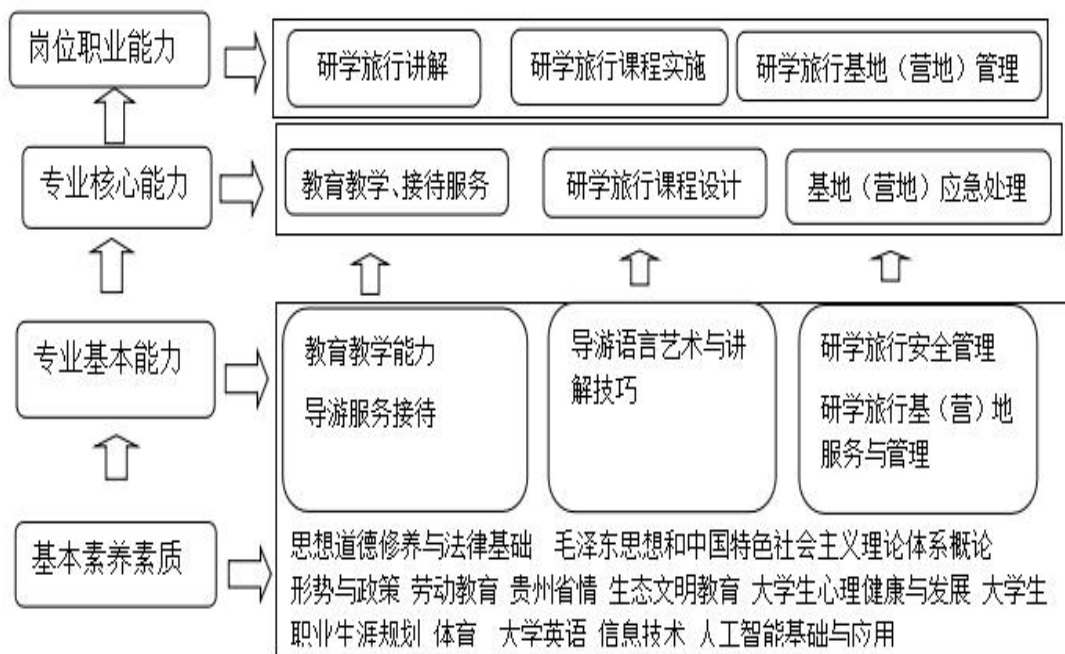 岗位职业能力
研学旅行讲解
研学旅行课程实施
研学旅行基地（营地）管理
专业核心能力
教育教学、接待服务
研学旅行课程设计
基地（营地）应急处理
专业基本能力
教育教学能力
导游服务接待
导游语言艺术与讲
解技巧
研学旅行安全管理
研学旅行基（营）地
服务与管理
基本素养素质
思想道德修养与法律基础 毛泽东思想和中国特色社会主义理论体系概论
形势与政策 劳动教育 贵州省情 生态文明教育 大学生心理健康与发展 大学生
职业生涯规划 体育 大学英语 信息技术 人工智能基础与应用